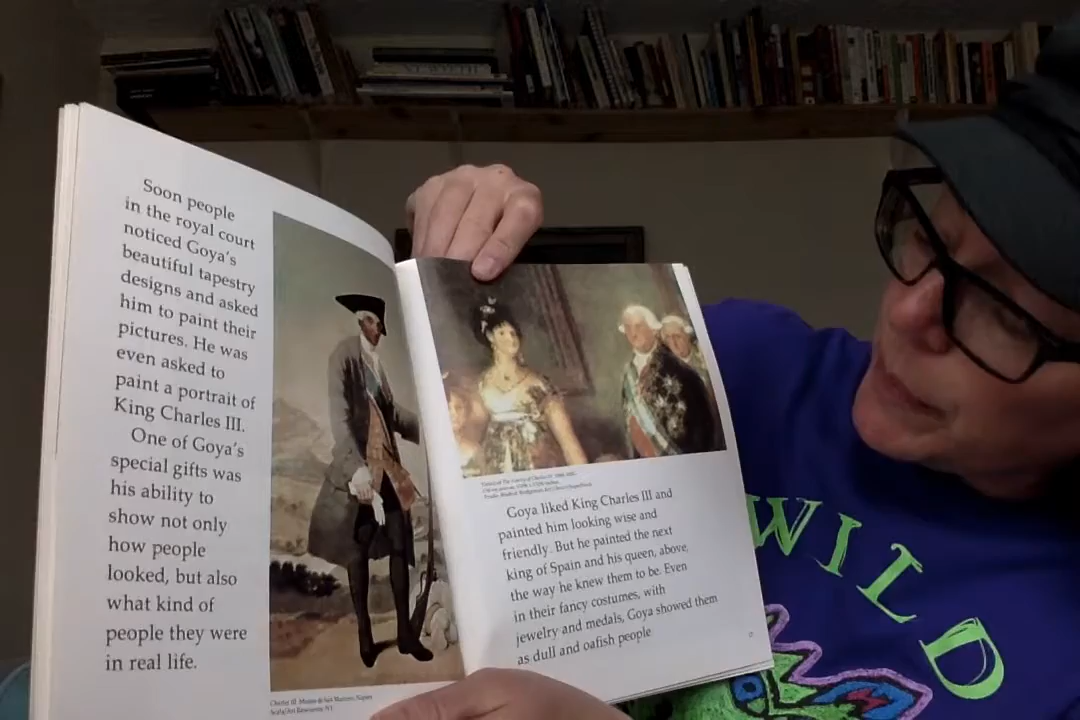 Soon people
in the royal court
noticed Goya's
beautiful tapestry
designs and asked
him to paint their
pictures. He was
even asked to
paint a portrait of
King Charles III.
One of Goya's
special gifts was
his ability to
show not only
how people
looked, but also
what kind of
people they were
in real life.
Goya liked King Charles III and
painted him looking wise and
friendly. But he painted the next
king of Spain and his queen, above,
the way he knew them to be. Even
in their fancy costumes, with
jewelry and medals, Goya showed them
as dull and oafish people
WILD